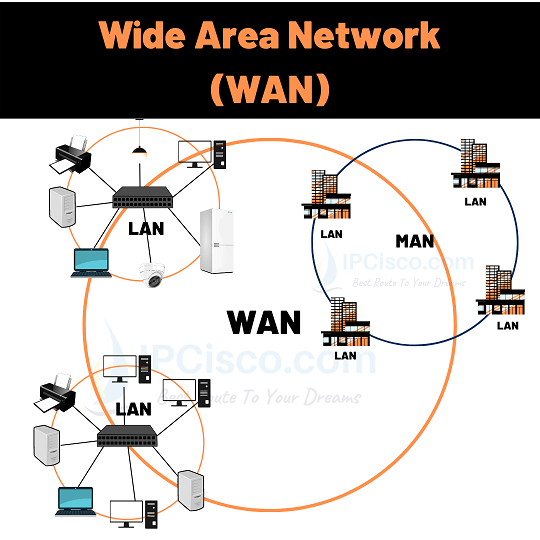 Wide Area Network
(WAN)
LAN
LAN
LAN
MAN
IPCisco.com
Best Route To Your Dreams
LAN
LAN
WAN
IPCisco.com
Best Route To Your Dreams
LAN